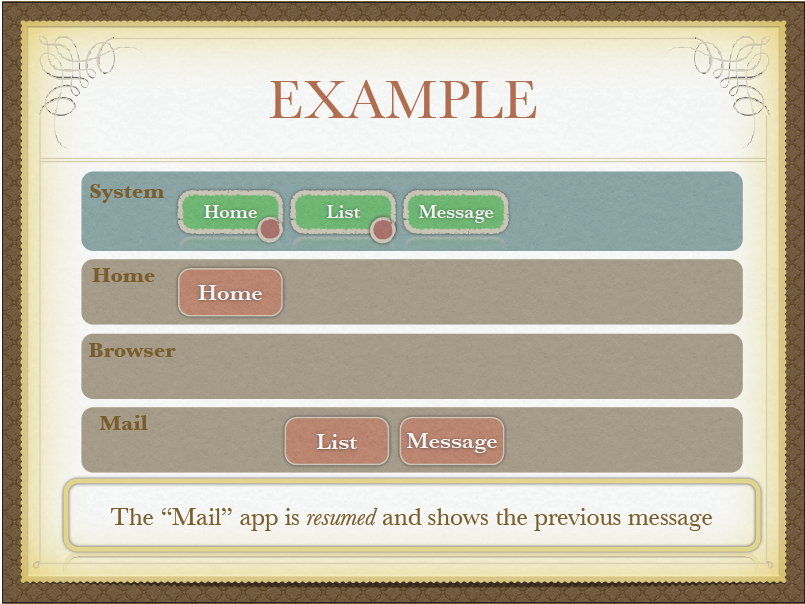 EXAMPLE
System
Home List Message
Home
Home
Browser
Mail
List Message
The “Mail” app is resumed and shows the previous message